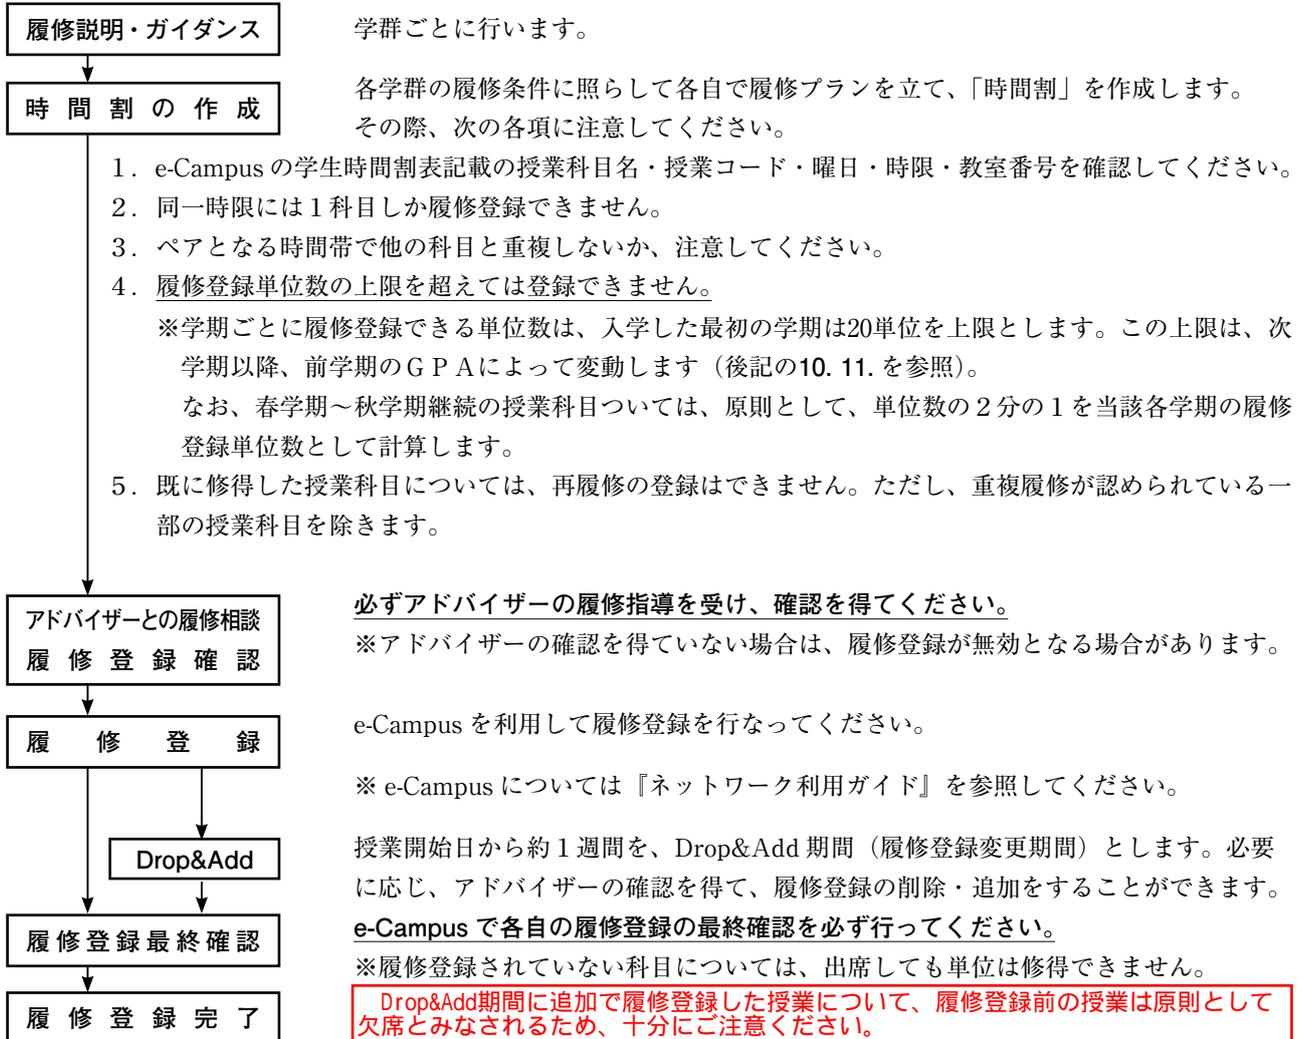 履修説明・ガイダンス
学群ごとに行います。
時間割の作成
各学群の履修条件に照らして各自で履修プランを立て、「時間割」を作成します。
その際、次の各項に注意してください。
1．e-Campus の学生時間割表記載の授業科目名・授業コード・曜日・時限・教室番号を確認してください。
2．同一時限には１科目しか履修登録できません。
3．ペアとなる時間帯で他の科目と重複しないか、注意してください。
4．履修登録単位数の上限を超えては登録できません。
※学期ごとに履修登録できる単位数は、入学した最初の学期は20単位を上限とします。この上限は、次
学期以降、前学期のＧＰＡによって変動します（後記の10. 11. を参照）。
なお、春学期～秋学期継続の授業科目ついては、原則として、単位数の２分の１を当該各学期の履修
登録単位数として計算します。
5．既に修得した授業科目については、再履修の登録はできません。ただし、重複履修が認められている一
部の授業科目を除きます。
アドバイザーとの履修相談
履修登録確認
必ずアドバイザーの履修指導を受け、確認を得てください。
※アドバイザーの確認を得ていない場合は、履修登録が無効となる場合があります。
履修登録
e-Campus を利用して履修登録を行なってください。
※ e-Campus については『ネットワーク利用ガイド』を参照してください。
Drop&Add
授業開始日から約１週間を、Drop&Add 期間（履修登録変更期間）とします。必要
に応じ、アドバイザーの確認を得て、履修登録の削除・追加をすることができます。
履修登録最終確認
e-Campus で各自の履修登録の最終確認を必ず行ってください。
※履修登録されていない科目については、出席しても単位は修得できません。
履修登録完了
Drop&Add期間に追加で履修登録した授業について、履修登録前の授業は原則として
欠席とみなされるため、十分にご注意ください。